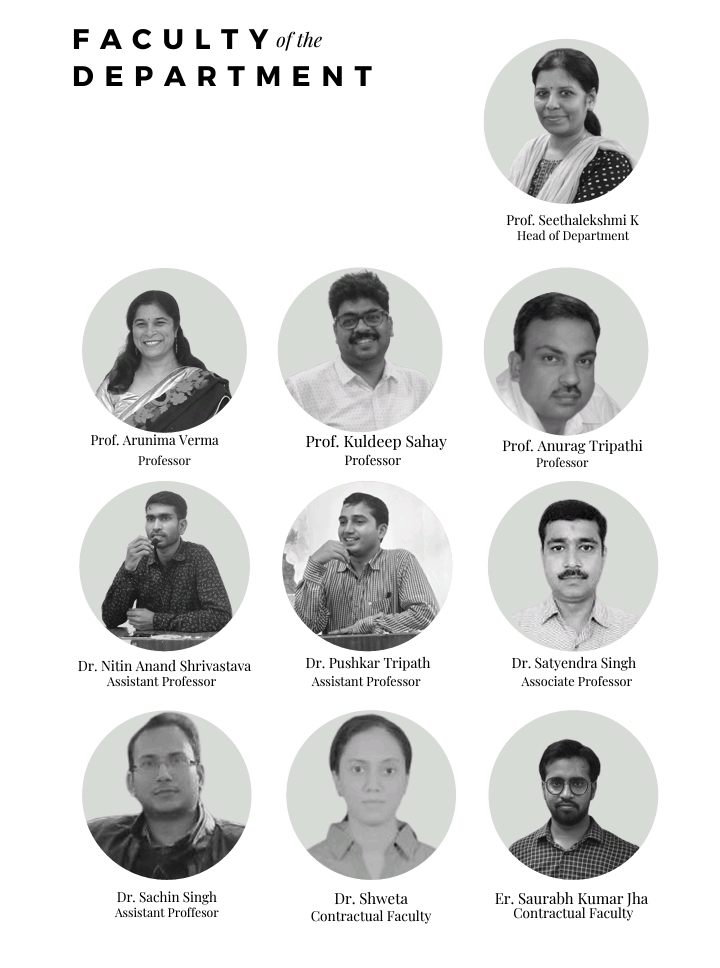 FACULTY of the
DEPARTMENT
Prof. Seethalekshmi K
Head of Department
Prof. Arunima Verma
Professor
Prof. Kuldeep Sahay
Professor
Prof. Anurag Tripathi
Professor
Dr. Nitin Anand Shrivastava
Assistant Professor
Dr. Pushkar Tripath
Assistant Professor
Dr. Satyendra Singh
Associate Professor
Dr. Sachin Singh
Assistant Proffesor
Dr. Shweta
Contractual Faculty
Er. Saurabh Kumar Jha
Contractual Faculty